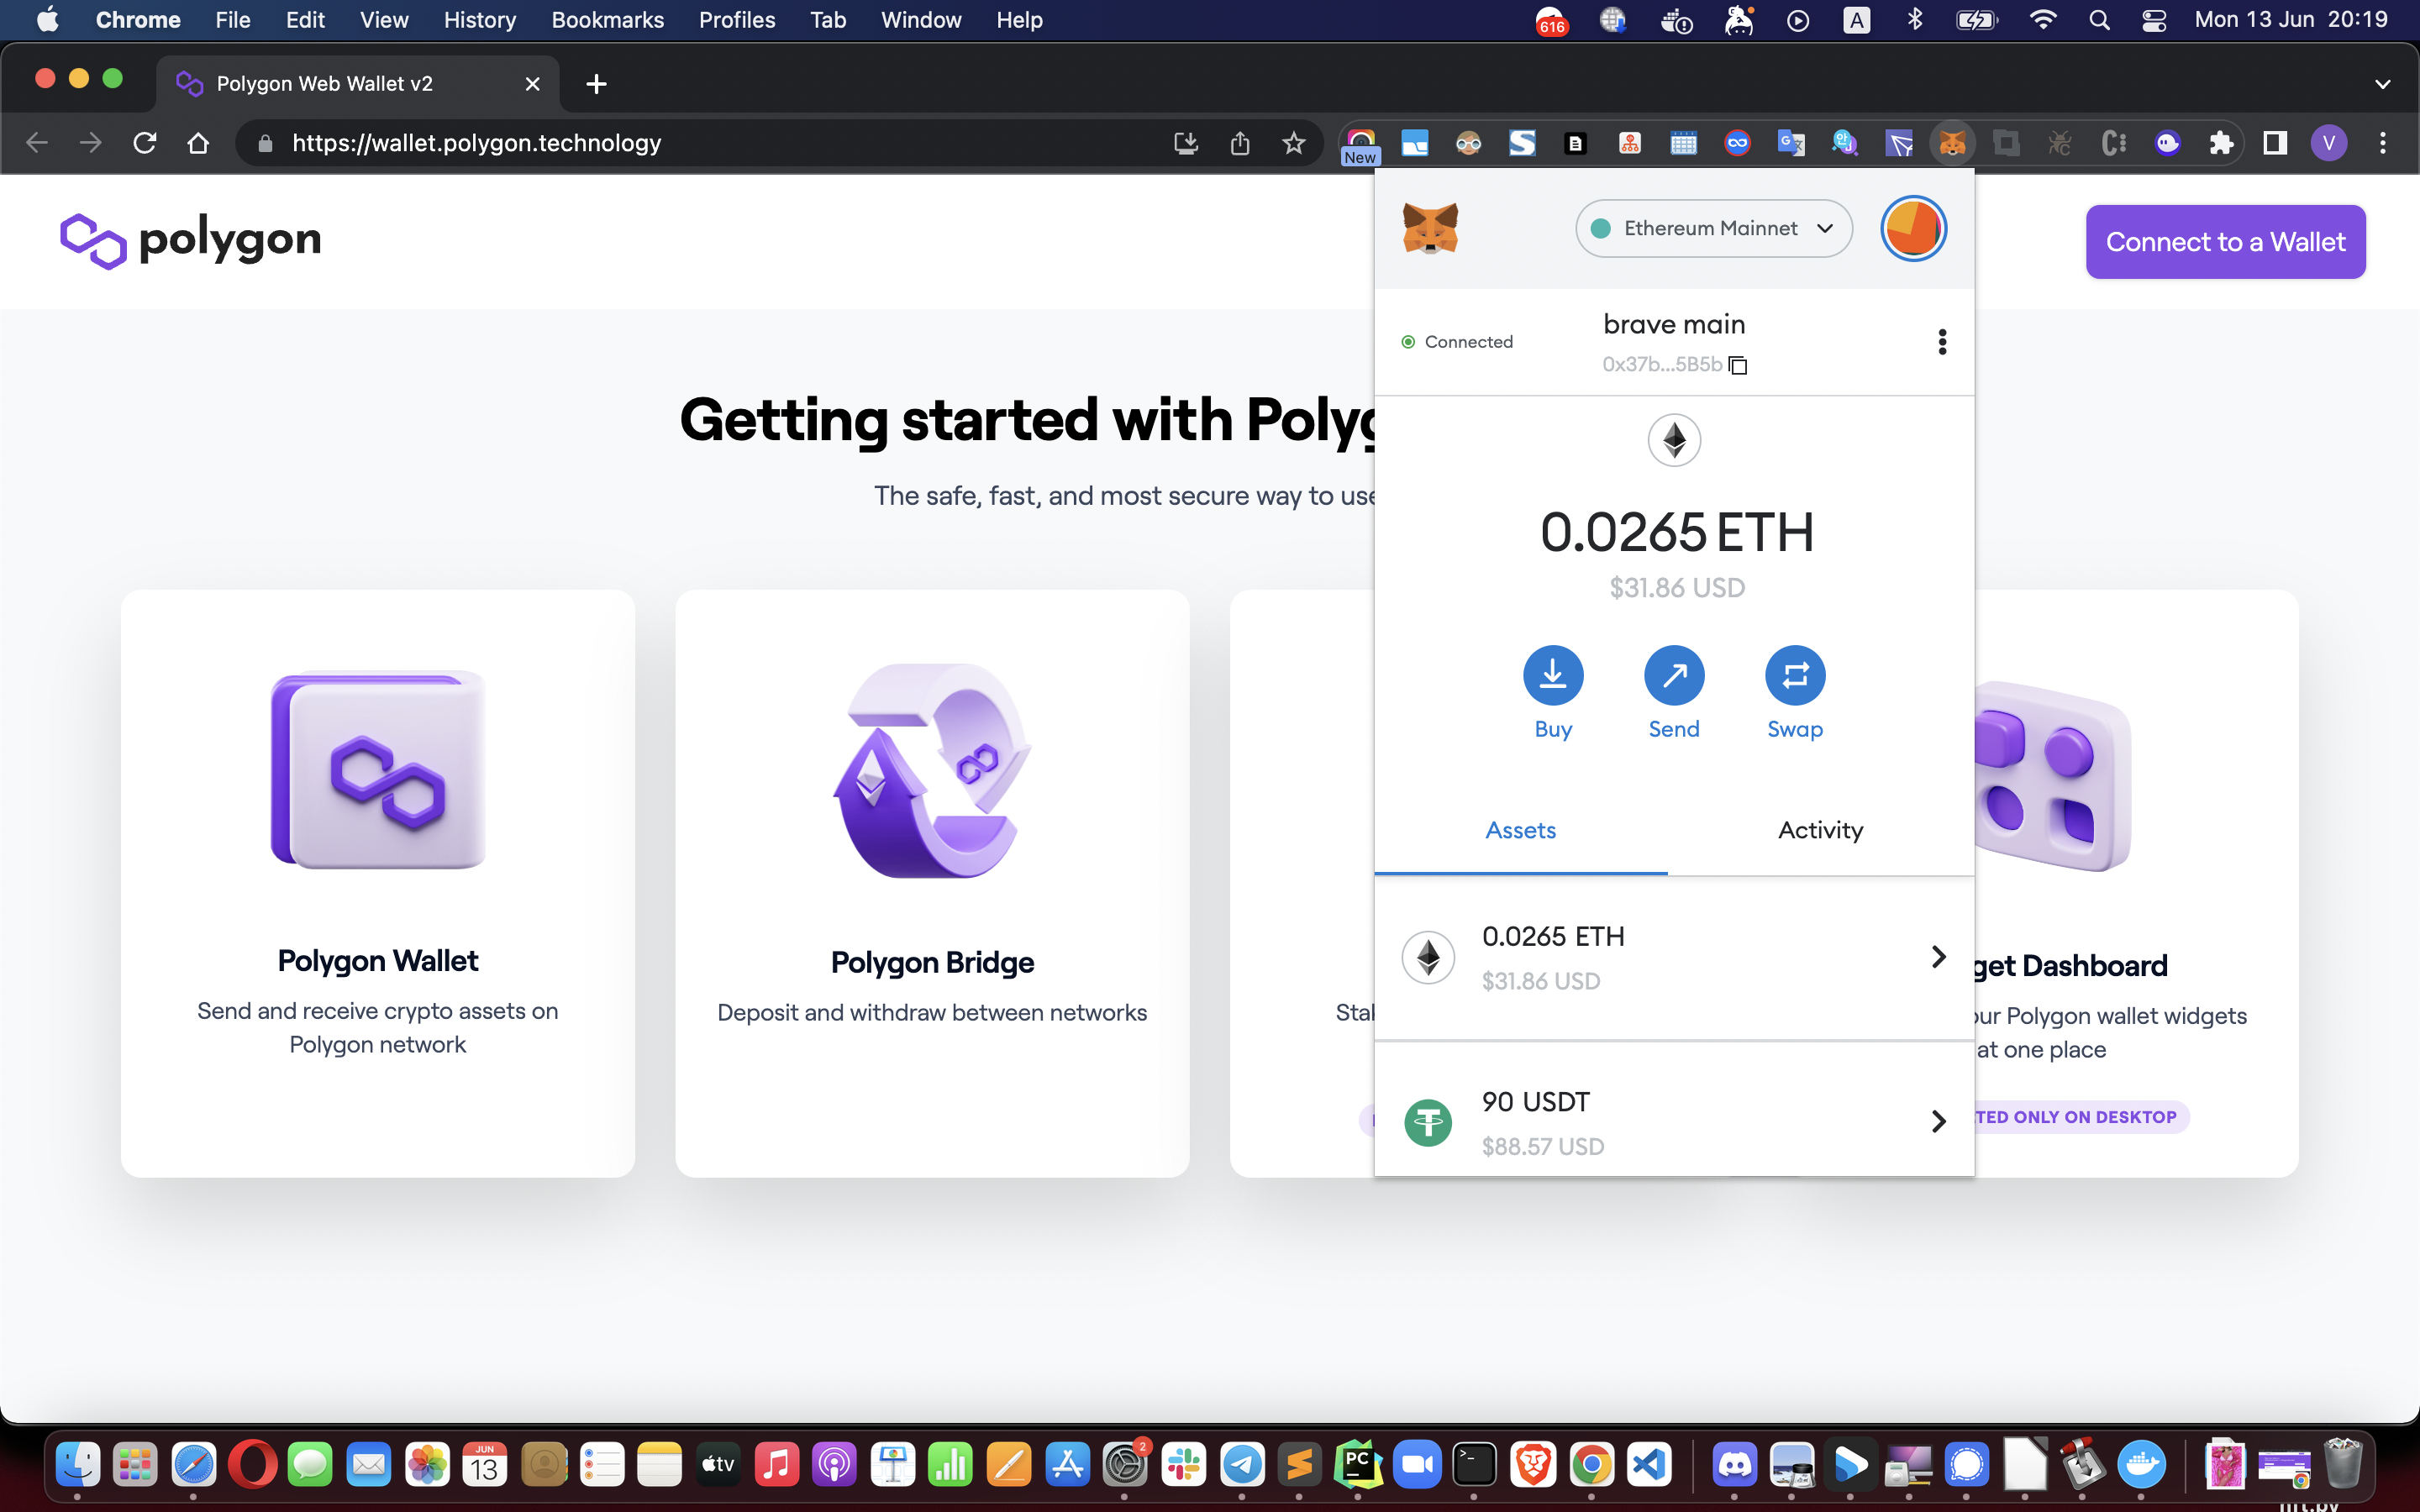 Chrome File Edit View History Bookmarks Profiles Tab Window Help
616
A
Mon 13 Jun 20:19
Polygon Web Wallet v2
https://wallet.polygon.technology
New
V
polygon
Connect to a Wallet
Getting started with Polyg
The safe, fast, and most secure way to use
Ethereum Mainnet
Connected
brave main
0x37b...5B5b
0.0265 ETH
$31.86 USD
Buy
Send
Swap
Assets
Activity
0.0265 ETH
$31.86 USD
90 USDT
$88.57 USD
Polygon Wallet
Send and receive crypto assets on
Polygon network
Polygon Bridge
Deposit and withdraw between networks
Stak
get Dashboard
our Polygon wallet widgets
at one place
TED ONLY ON DESKTOP
JUN
13
tv
2
PC